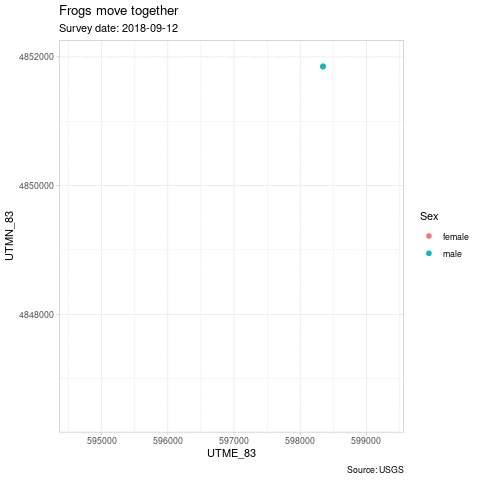 Frogs move together
Survey date: 2018-09-12
4852000
4850000
4848000
UTMN_83
595000 596000 597000 598000 599000
UTME_83
Sex
female
male
Source: USGS